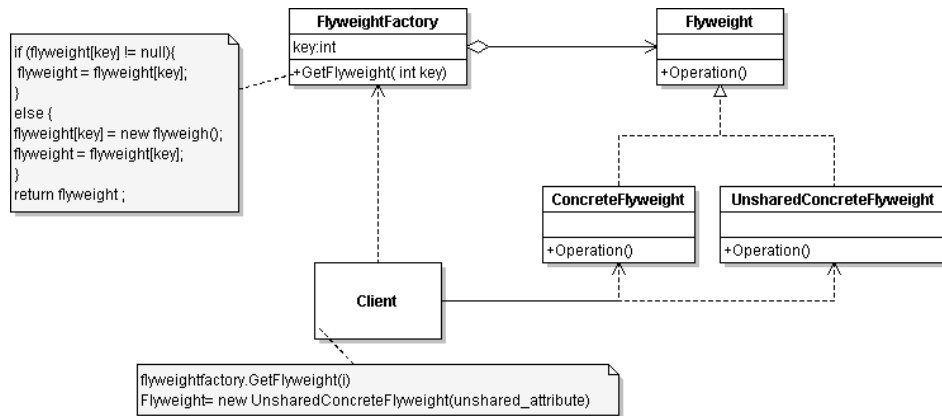 FlyweightFactory
key:int
+GetFlyweight( int key)
Flyweight
+Operation()
if (flyweight[key] != null){
flyweight = flyweight[key];
}
else {
flyweight[key] = new flyweigh();
flyweight = flyweight[key];
}
return flyweight ;
ConcreteFlyweight
+Operation()
UnsharedConcreteFlyweight
+Operation()
Client
flyweightfactory.GetFlyweight(i)
Flyweight= new UnsharedConcreteFlyweight(unshared_attribute)